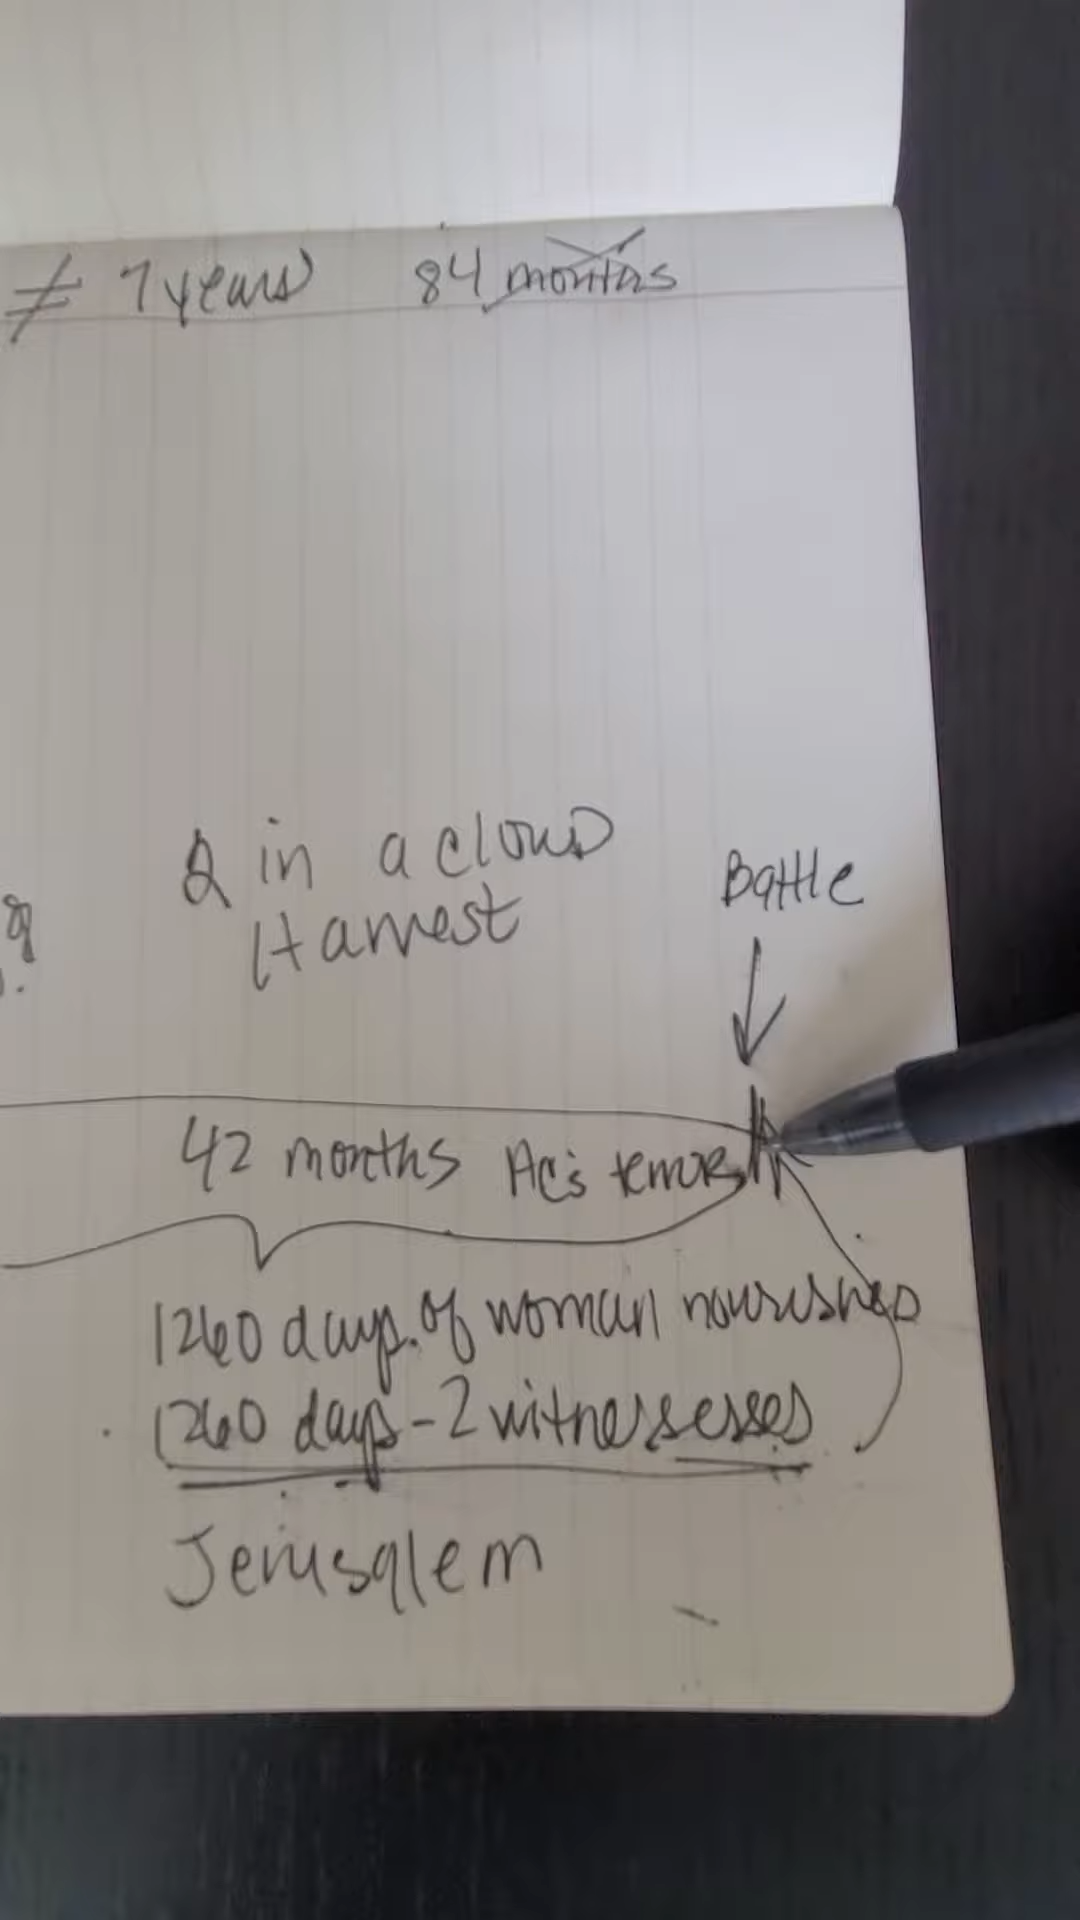 ≠ 7 years 84 months
in a cloud
Harvest
Battle
42 months AC's terror
1260 days of woman nourished
1260 days - 2 witnessesses
Jerusalem